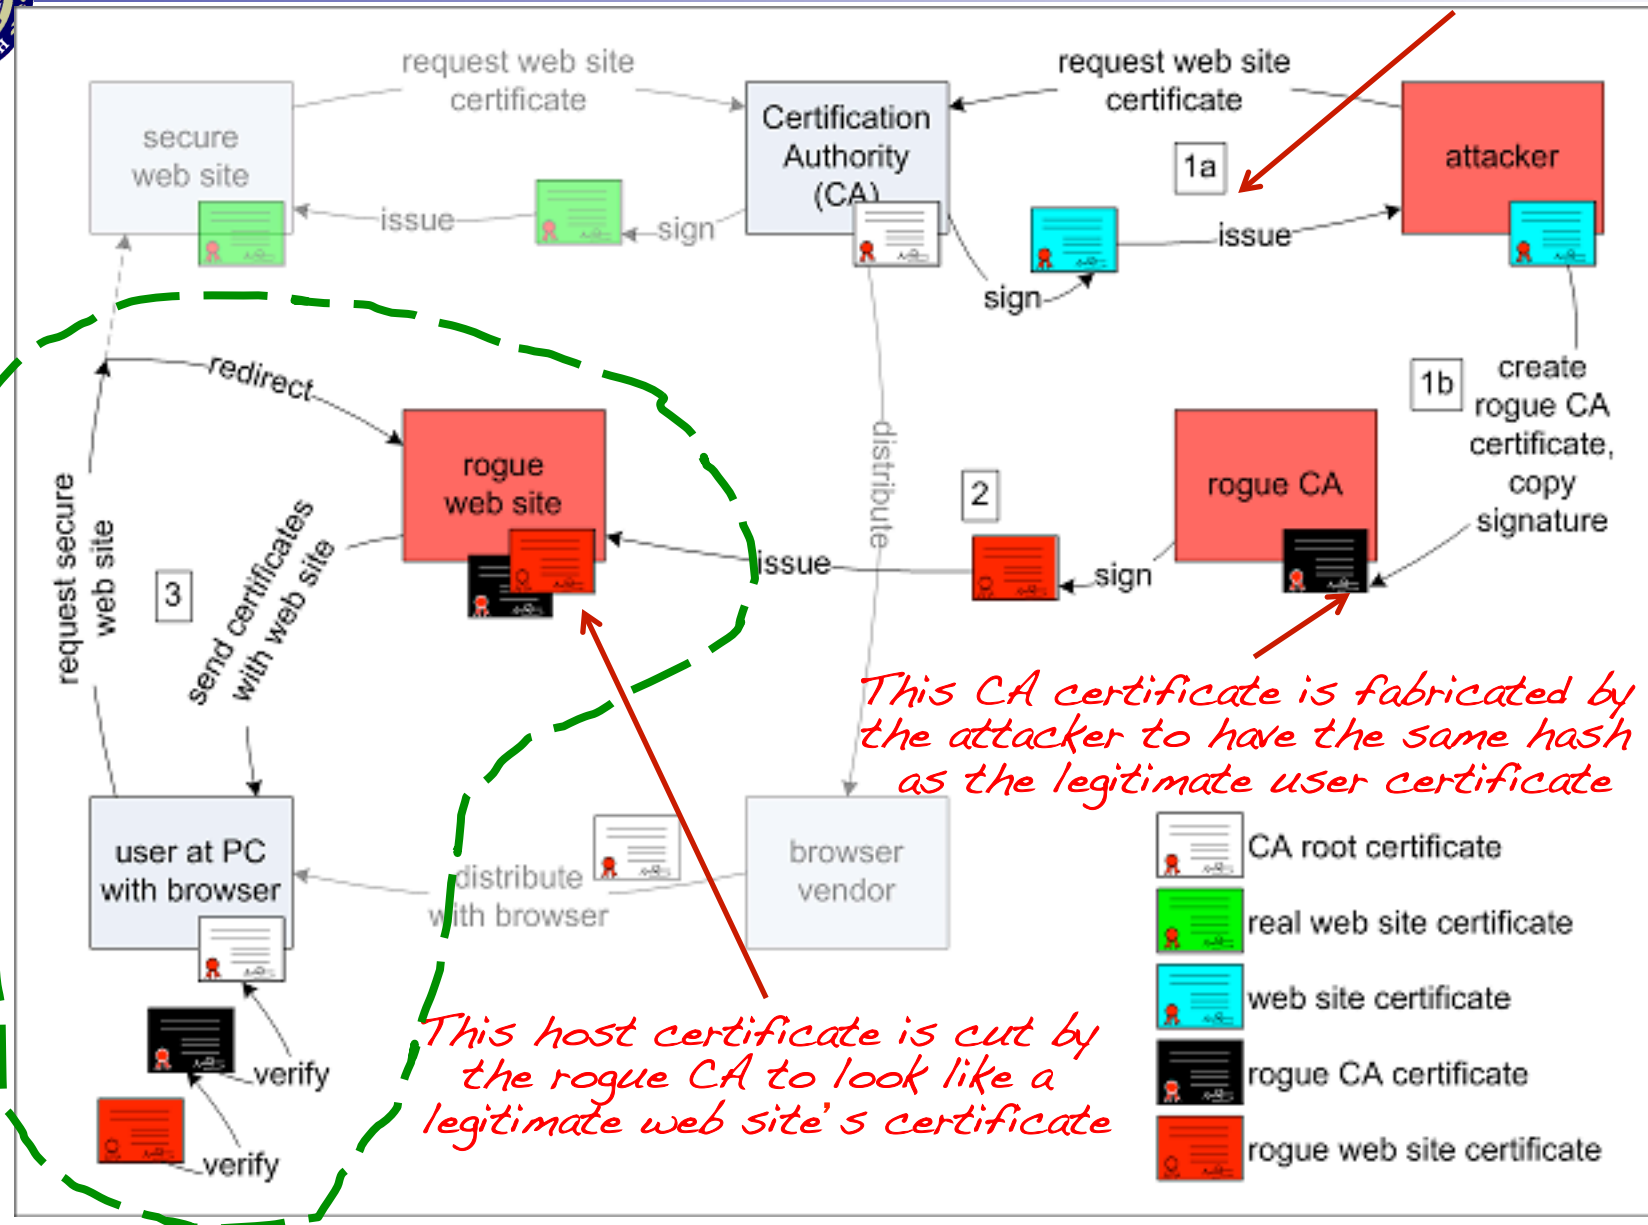 request web site
certificate
request web site
certificate
secure
web site
Certification
Authority
(CA)
attacker
1a
issue
sign
issue
sign
redirect
1b
create
rogue CA
certificate,
copy
signature
rogue
web site
distribute
2
rogue CA
issue
sign
request secure
web site
3
send certificates
with web site
This CA certificate is fabricated by
the attacker to have the same hash
as the legitimate user certificate
user at PC
with browser
distribute
with browser
browser
vendor
CA root certificate
real web site certificate
web site certificate
rogue CA certificate
rogue web site certificate
This host certificate is cut by
the rogue CA to look like a
legitimate web site's certificate
verify
verify